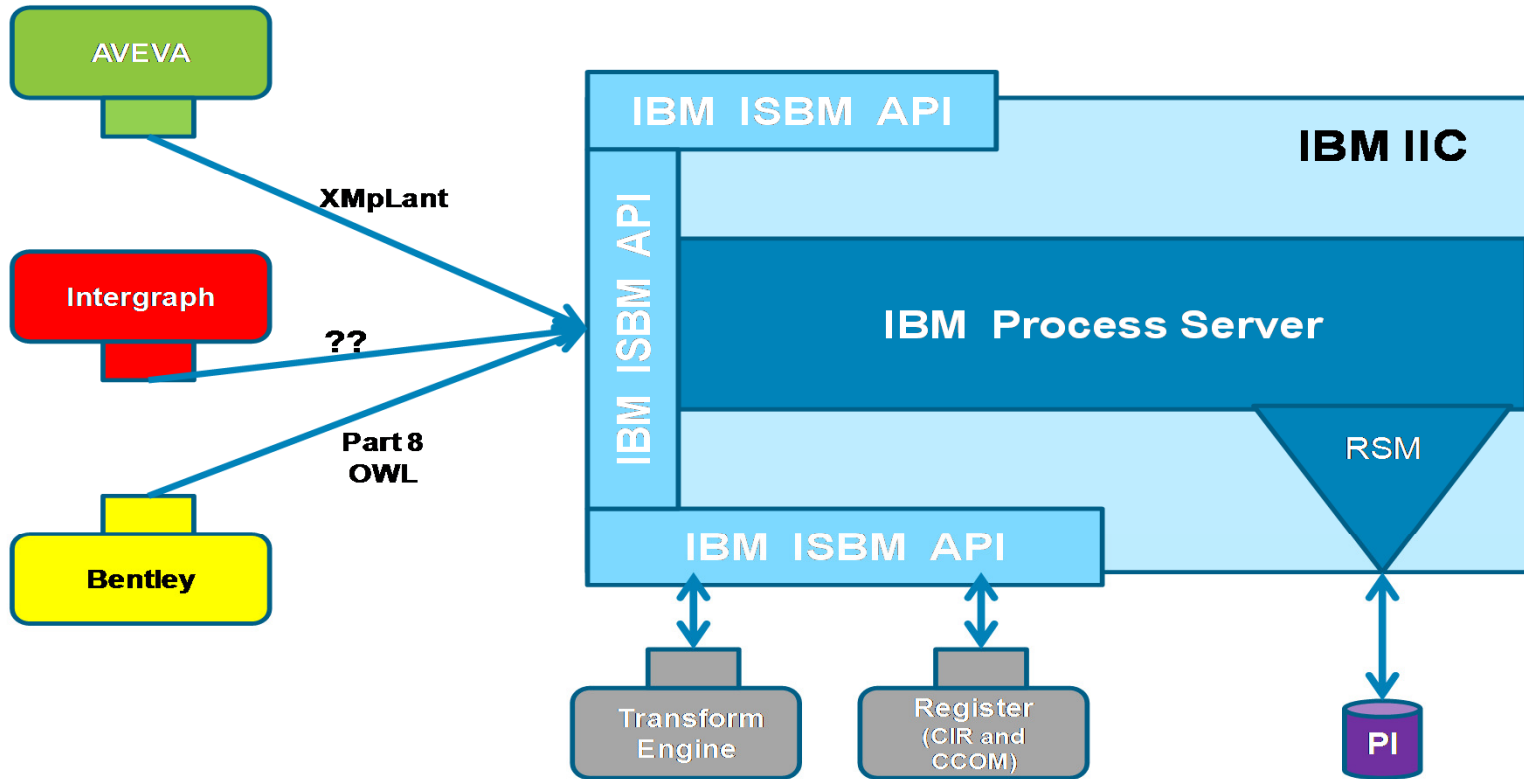 AVEVA
IBM ISBM API
IBM IIC
XMpLant
IBM ISBM API
Intergraph
??
IBM Process Server
Part 8
OWL
RSM
IBM ISBM API
Bentley
Transform
Engine
Register
(CIR and
CCOM)
PI